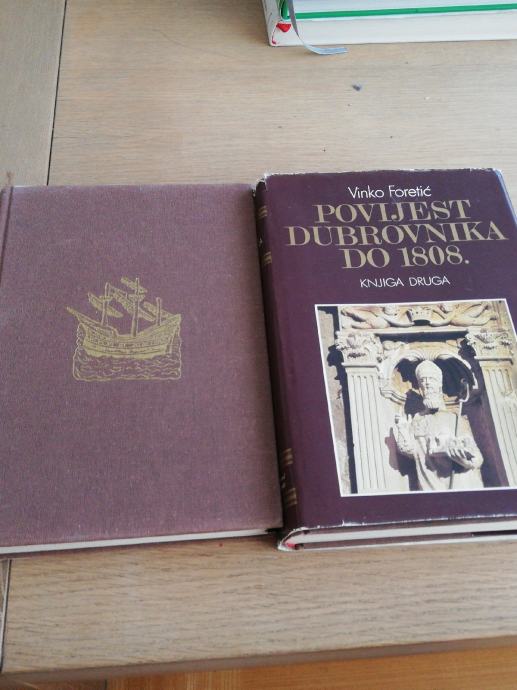 Vinko Foretić
POVIJEST
DUBROVNIKA
DO 1808.
KNJIGA DRUGA